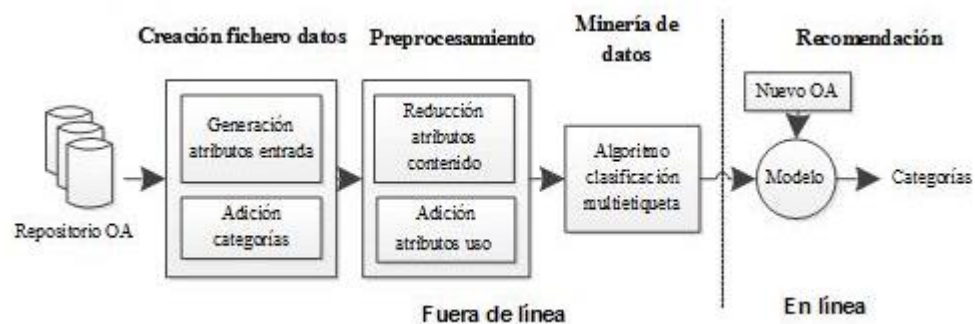 Creación fichero datos
Preprocesamiento
Minería de
datos
Recomendación
Repositorio OA
Generación
atributos entrada
Adición
categorías
Reducción
atributos
contenido
Adición
atributos uso
Algoritmo
clasificación
multietiqueta
Nuevo OA
Modelo
Categorías
Fuera de línea
En línea